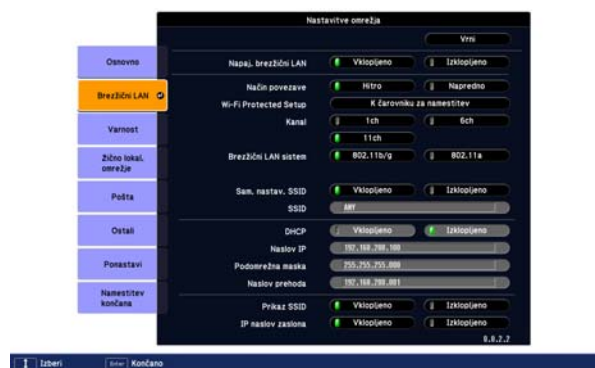 Nastavitve omrežja
Vrni
Osnovno
Brezžični LAN
Varnost
Žično lokal. omrežje
Pošta
Ostali
Ponastavi
Namestitev končana
Napaj. brezžični LAN Vklopljeno Izklopljeno
Način povezave Hitro Napredno
Wi-Fi Protected Setup K čarovniku za namestitev
Kanal 1ch 6ch
11ch
Brezžični LAN sistem 802.11b/g 802.11a
Sam. nastav. SSID Vklopljeno Izklopljeno
SSID ANY
DHCP Vklopljeno Izklopljeno
Naslov IP 192.168.200.100
Podomrežna maska 255.255.255.000
Naslov prehoda 192.168.200.001
Prikaz SSID Vklopljeno Izklopljeno
IP naslov zaslona Vklopljeno Izklopljeno
0.0.2.2
Izberi Enter Končano